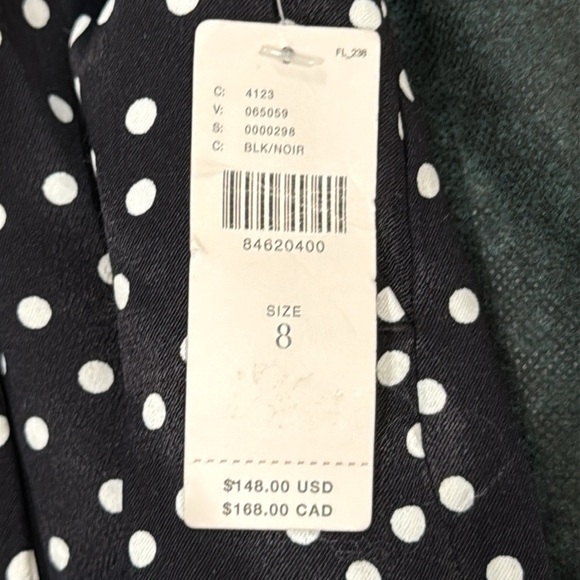 FL_236
C: 4123
V: 065059
S: 0000298
C: BLK/NOIR
84620400
SIZE
8
$148.00 USD
$168.00 CAD